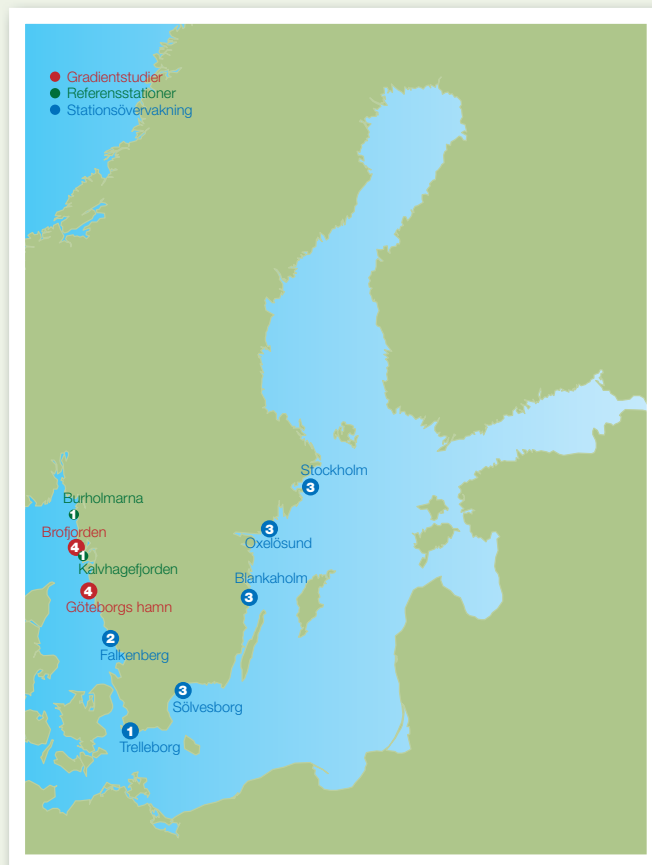 Gradientstudier
Referensstationer
Stationsövervakning
Stockholm
3
Burholmarna
1
3
Oxelösund
Brofjorden
4
1
Kalvhagefjorden
Blankaholm
3
4
Göteborgs hamn
2
Falkenberg
3
Sölvesborg
1
Trelleborg